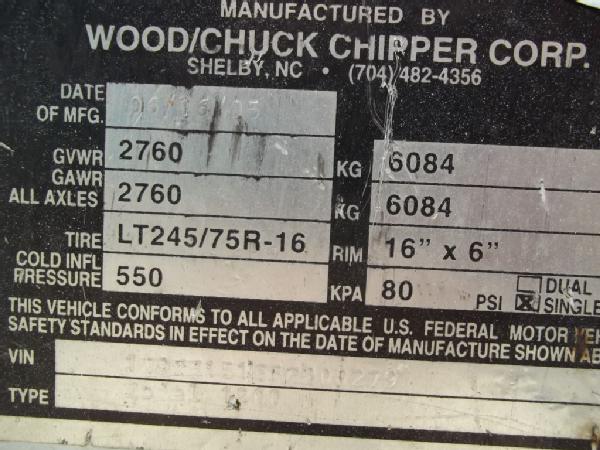 MANUFACTURED BY
WOOD/CHUCK CHIPPER CORP.
SHELBY, NC • (704) 482-4356
DATE OF MFG.
GVWR 2760 KG 6084
GAWR ALL AXLES 2760 KG 6084
TIRE LT245/75R-16 RIM 16" x 6"
COLD INFL PRESSURE 550 KPA 80 PSI DUAL SINGLE
THIS VEHICLE CONFORMS TO ALL APPLICABLE U.S. FEDERAL MOTOR
SAFETY STANDARDS IN EFFECT ON THE DATE OF MANUFACTURE SHOWN
VIN
TYPE